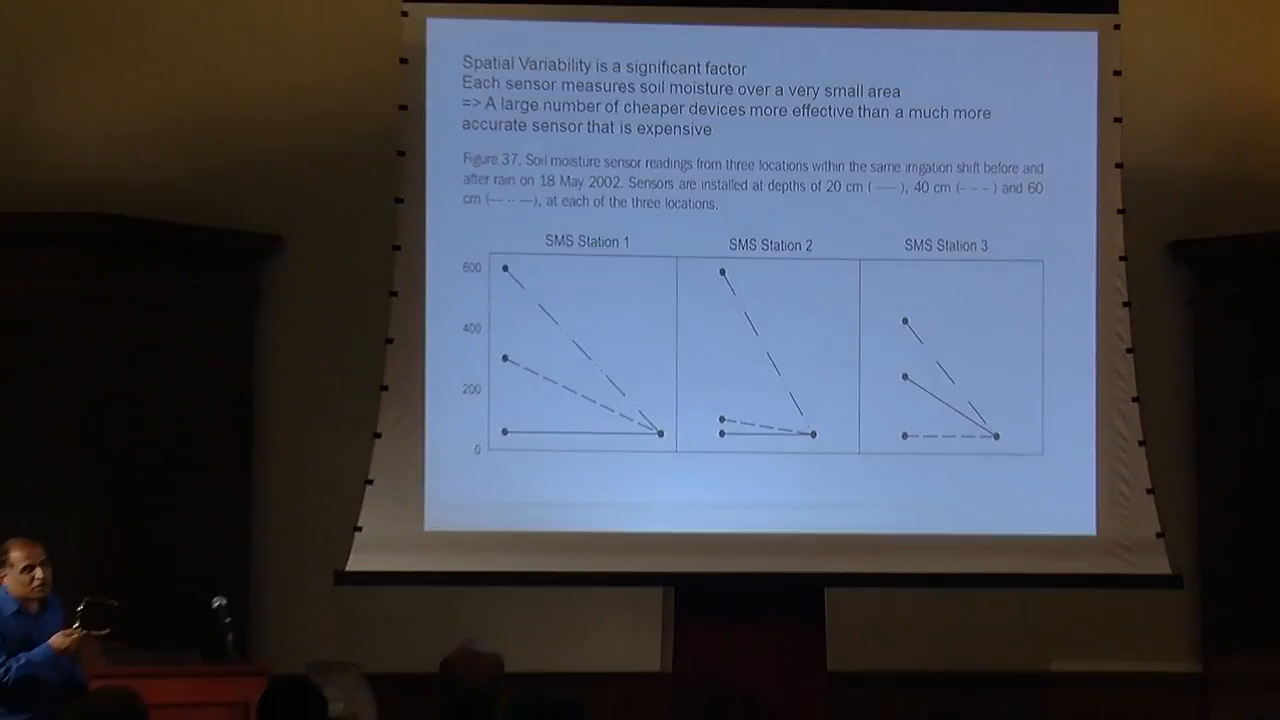 Spatial Variability is a significant factor
Each sensor measures soil moisture over a very small area
=> A large number of cheaper devices more effective than a much more
accurate sensor that is expensive
Figure 37. Soil moisture sensor readings from three locations within the same irrigation shift before and
after rain on 18 May 2002. Sensors are installed at depths of 20 cm ( —— ), 40 cm (- - - ) and 60
cm (— ·· —), at each of the three locations.
SMS Station 1 SMS Station 2 SMS Station 3
600
400
200
0